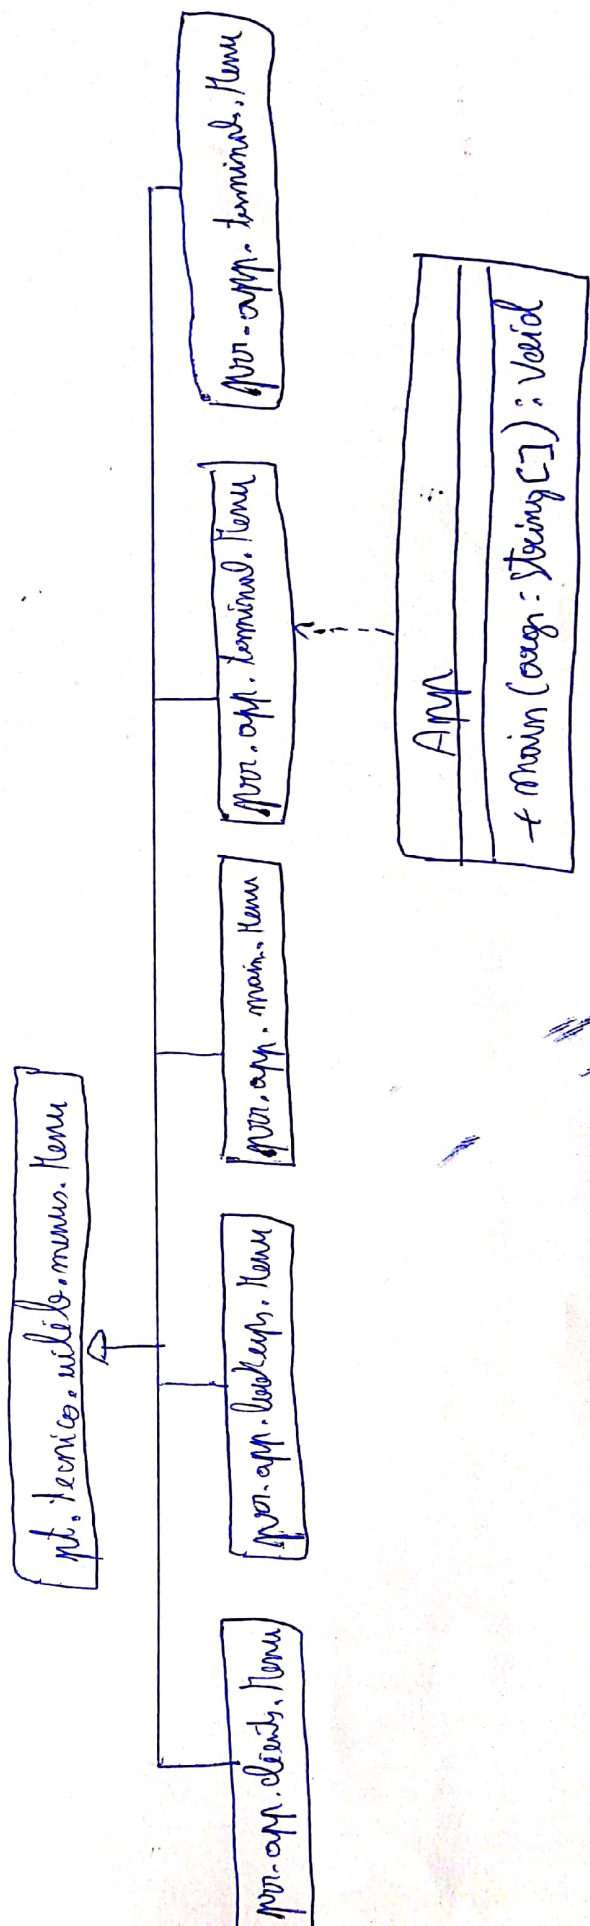 pt.tecnico.uilib.menus.Menu
prr.app.clients.Menu
prr.app.lookups.Menu
prr.app.main.Menu
prr.app.terminal.Menu
prr.app.terminals.Menu
App
+ main(args: String[]): void